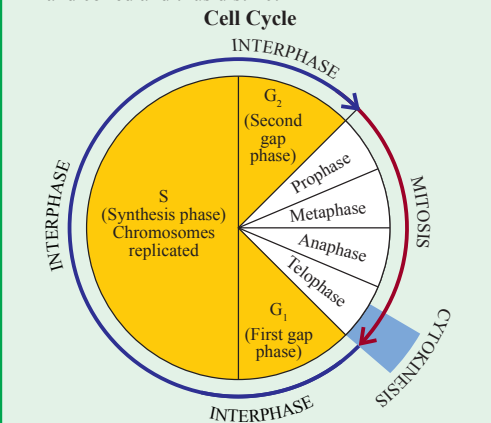 Cell Cycle
INTERPHASE
G₂
(Second
gap
phase)
Prophase
Metaphase
Anaphase
Telophase
MITOSIS
S
(Synthesis phase)
Chromosomes
replicated
INTERPHASE
G₁
(First gap
phase)
CYTOKINESIS
INTERPHASE